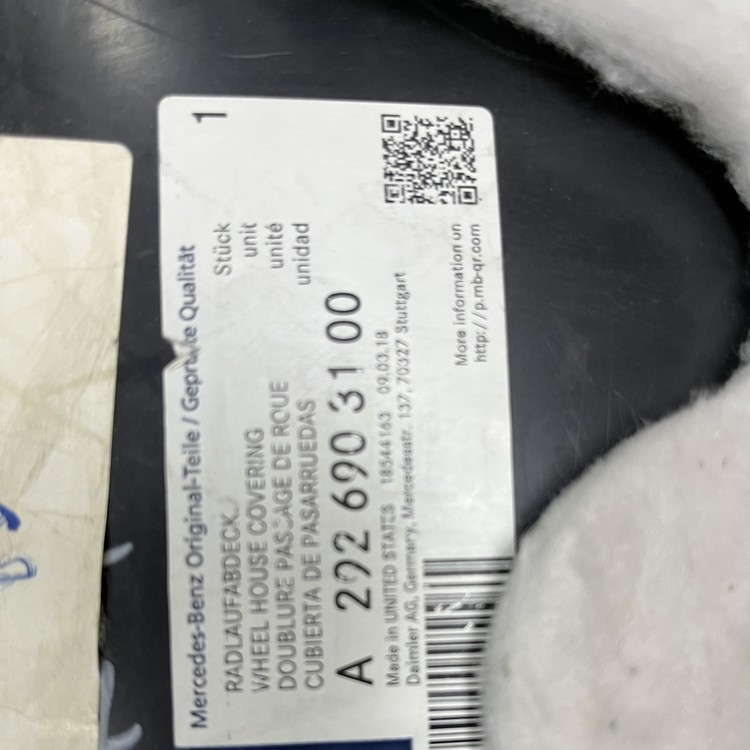 Mercedes-Benz Original-Teile / Geprüfte Qualität
1
RADLAUFABDECK.
WHEEL HOUSE COVERING
DOUBLURE PASSAGE DE ROUE
CUBIERTA DE PASARRUEDAS
Stück
unit
unité
unidad
A 292 690 31 00
Made in UNITED STATES 18544163 09.03.18
Daimler AG, Germany, Mercedesstr. 137, 70327 Stuttgart
More information on
http://p.mb-qr.com